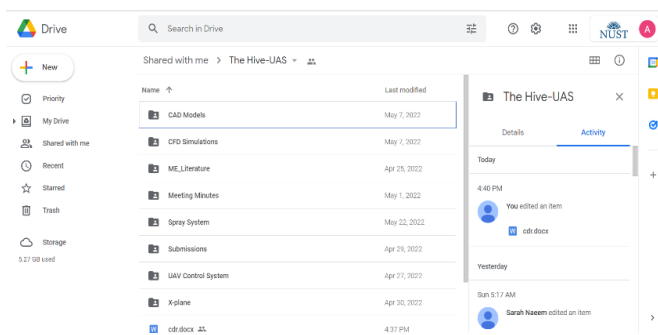 Drive
Search in Drive
NUST
A
New
Priority
My Drive
Shared with me
Recent
Starred
Trash
Storage
5.27 GB used
Shared with me > The Hive-UAS
Name ↑ Last modified
CAD Models May 7, 2022
CFD Simulations May 7, 2022
ME_Literature Apr 25, 2022
Meeting Minutes May 1, 2022
Spray System May 22, 2022
Submissions Apr 29, 2022
UAV Control System Apr 27, 2022
X-plane Apr 30, 2022
W cdr.docx 4:37 PM
The Hive-UAS
Details Activity
Today
4:40 PM
You edited an item
W cdr.docx
Yesterday
Sun 5:17 AM
Sarah Naeem edited an item